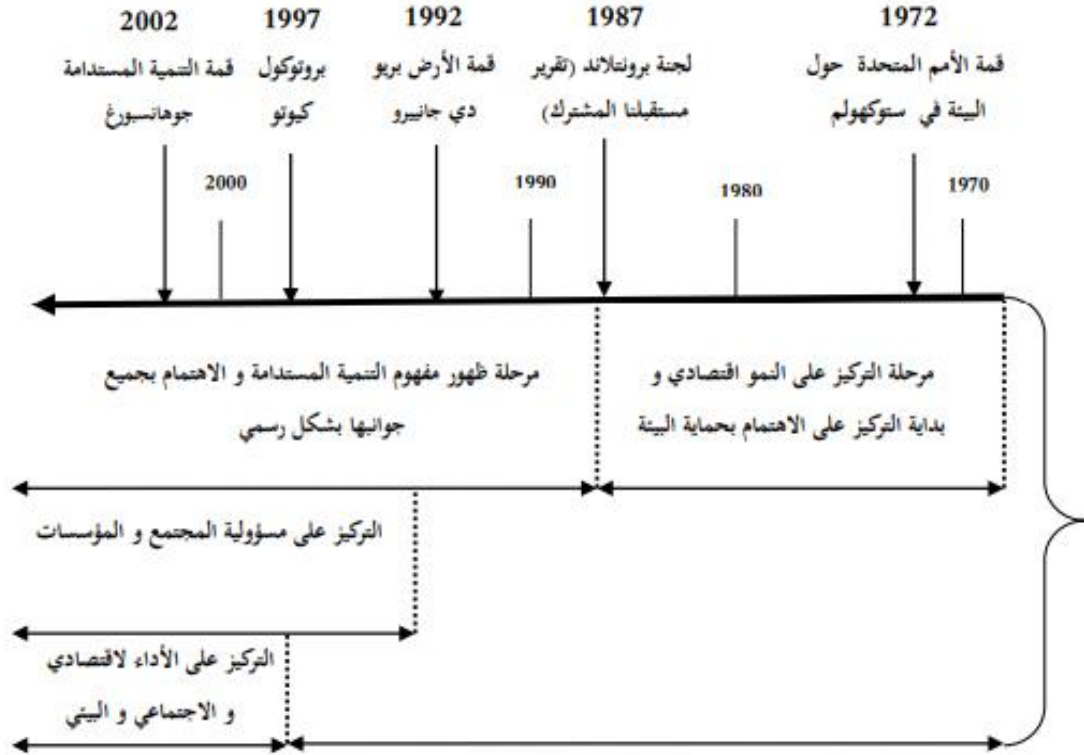 1972
قمة الأمم المتحدة حول
البيئة في ستوكهولم
1987
لجنة برونتلاند (تقرير
مستقبلنا المشترك)
1992
قمة الأرض بريو
دي جانييرو
1997
بروتوكول
كيوتو
2002
قمة التنمية المستدامة
جوهانسبورغ
1970
1980
1990
2000
مرحلة التركيز على النمو اقتصادي و
بداية التركيز على الاهتمام بحماية البيئة
مرحلة ظهور مفهوم التنمية المستدامة و الاهتمام بجميع
جوانبها بشكل رسمي
التركيز على مسؤولية المجتمع و المؤسسات
التركيز على الأداء لاقتصادي
و الاجتماعي و البيئي